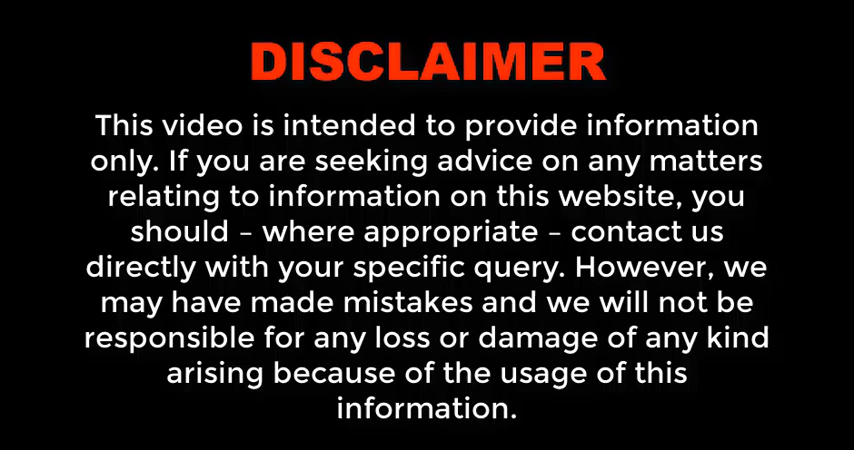 DISCLAIMER
This video is intended to provide information
only. If you are seeking advice on any matters
relating to information on this website, you
should – where appropriate – contact us
directly with your specific query. However, we
may have made mistakes and we will not be
responsible for any loss or damage of any kind
arising because of the usage of this
information.